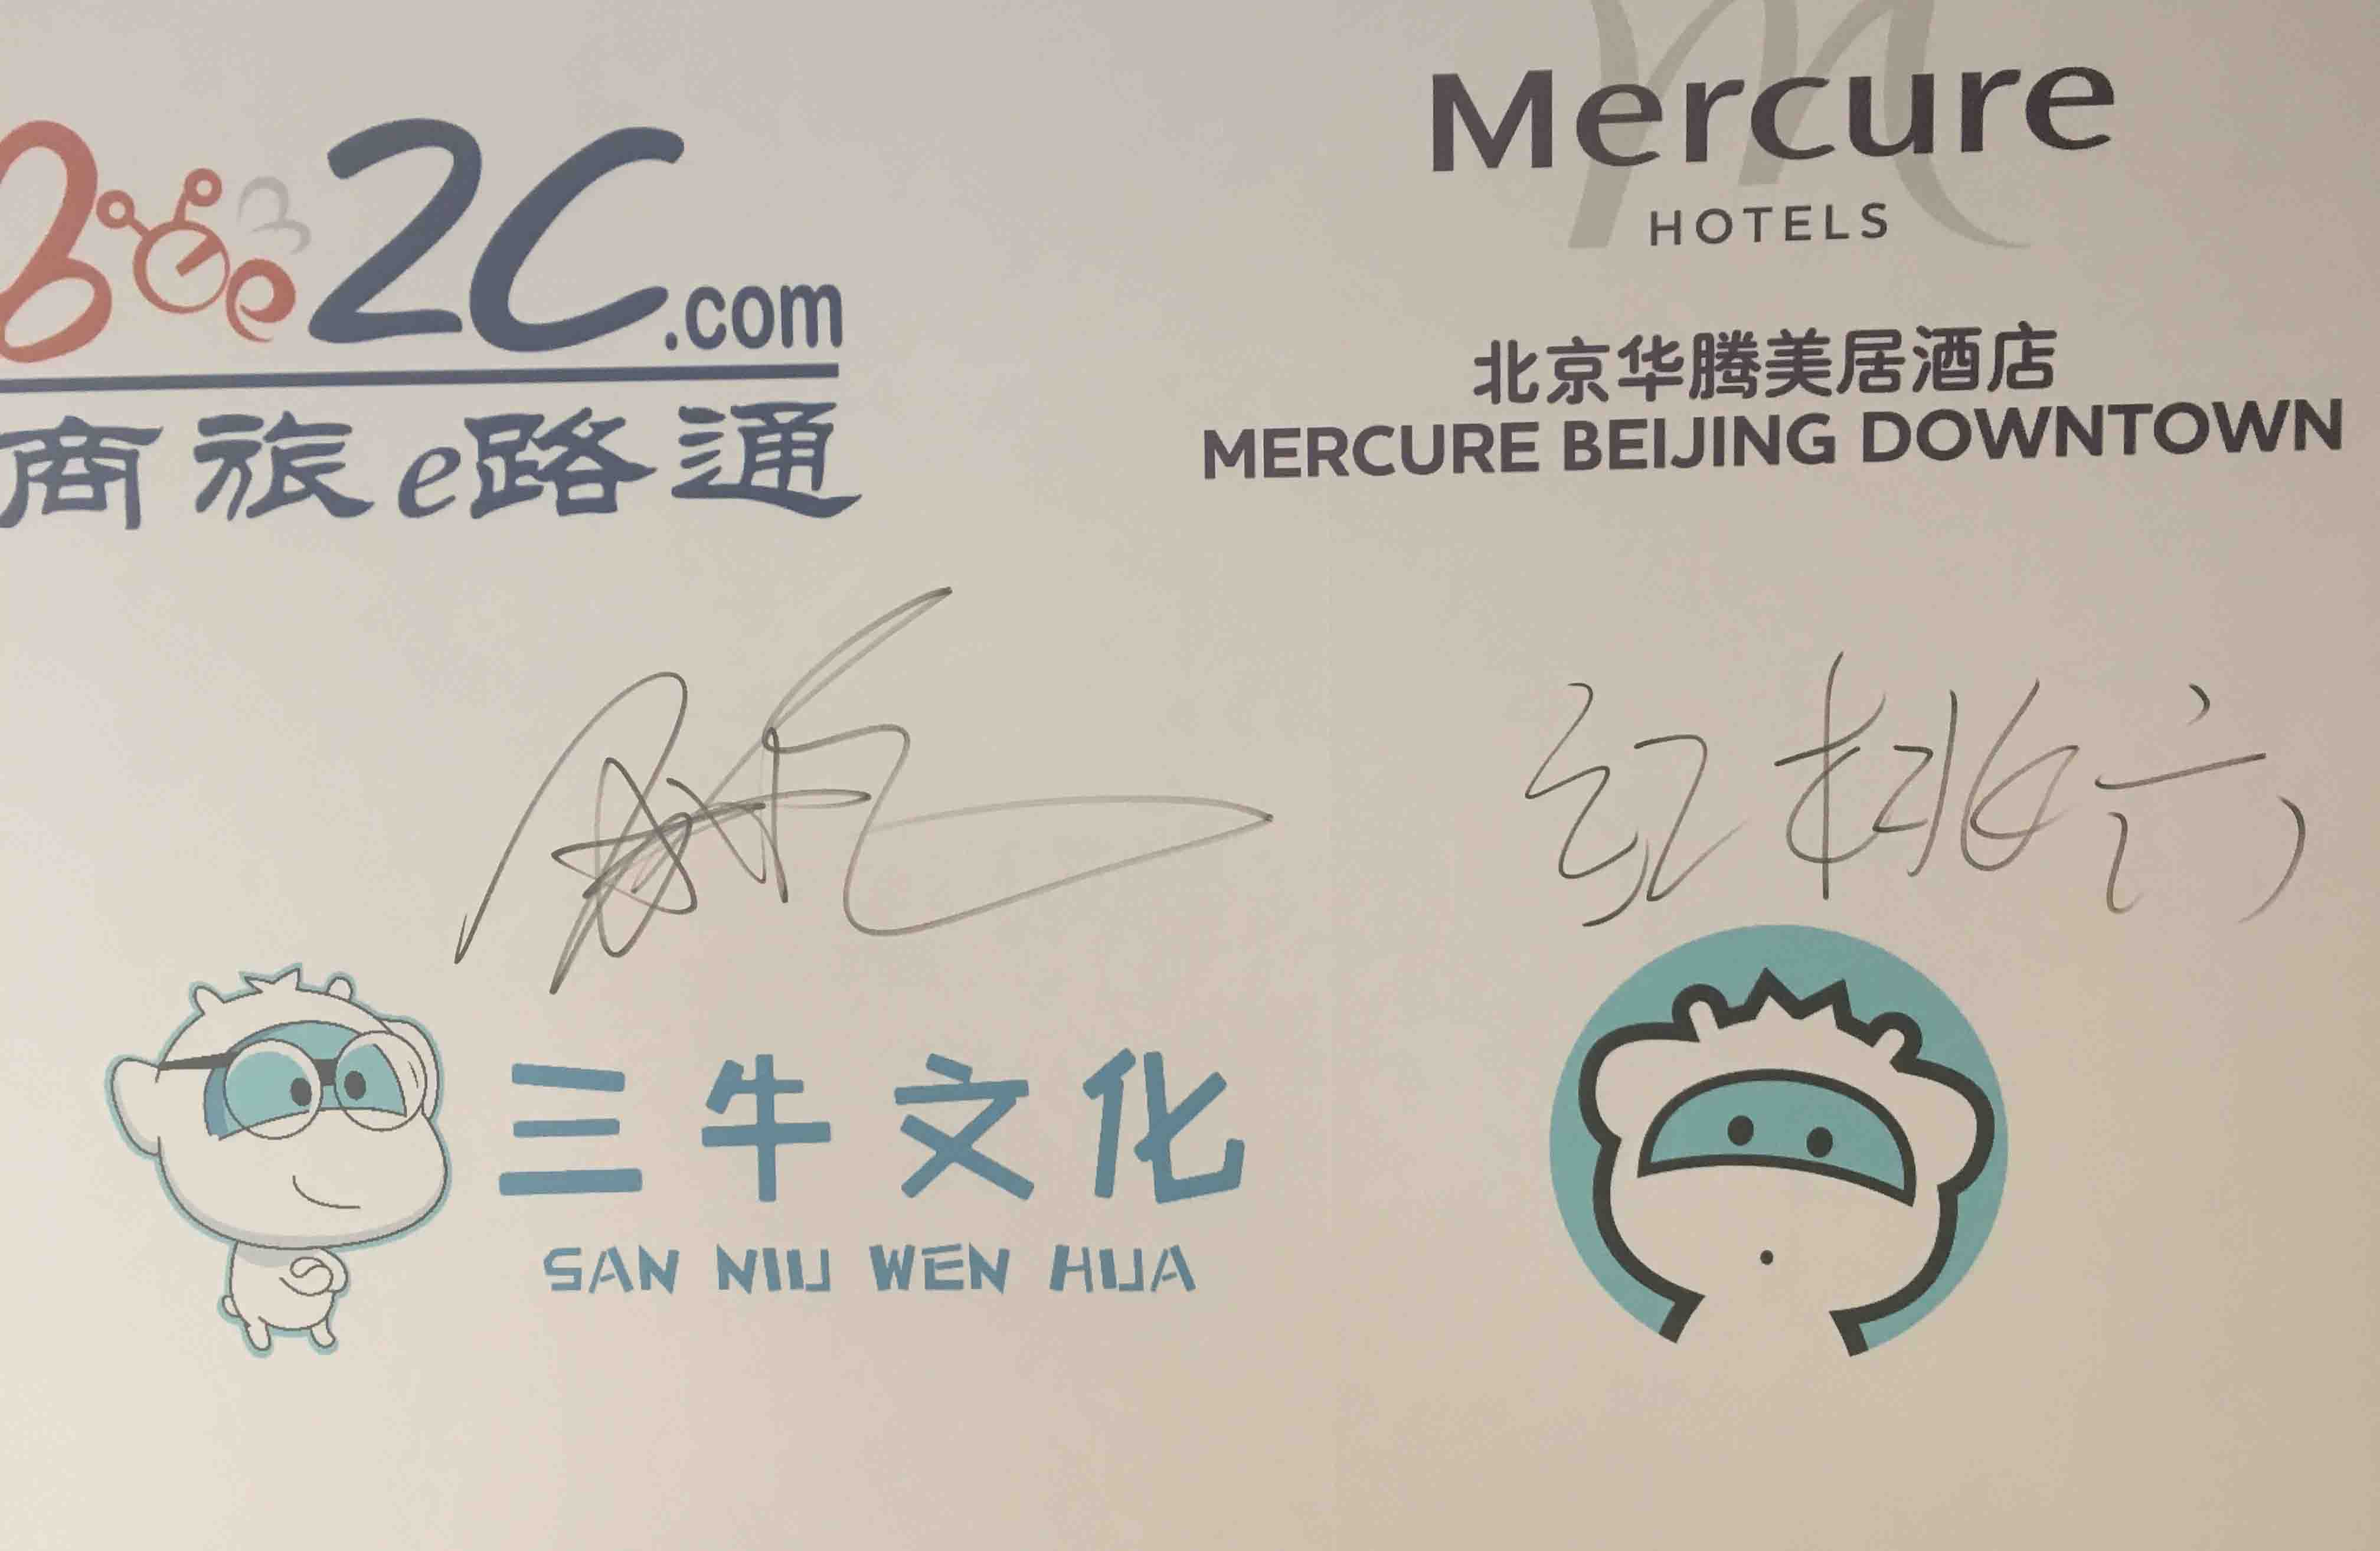 2C.com
商旅e路通
Mercure
HOTELS
北京华腾美居酒店
MERCURE BEIJING DOWNTOWN
红桃六
三牛文化
SAN NIU WEN HUA